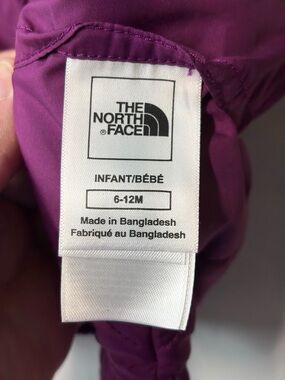 THE
NORTH
FACE®
INFANT/BÉBÉ
6-12M
Made in Bangladesh
Fabriqué au Bangladesh